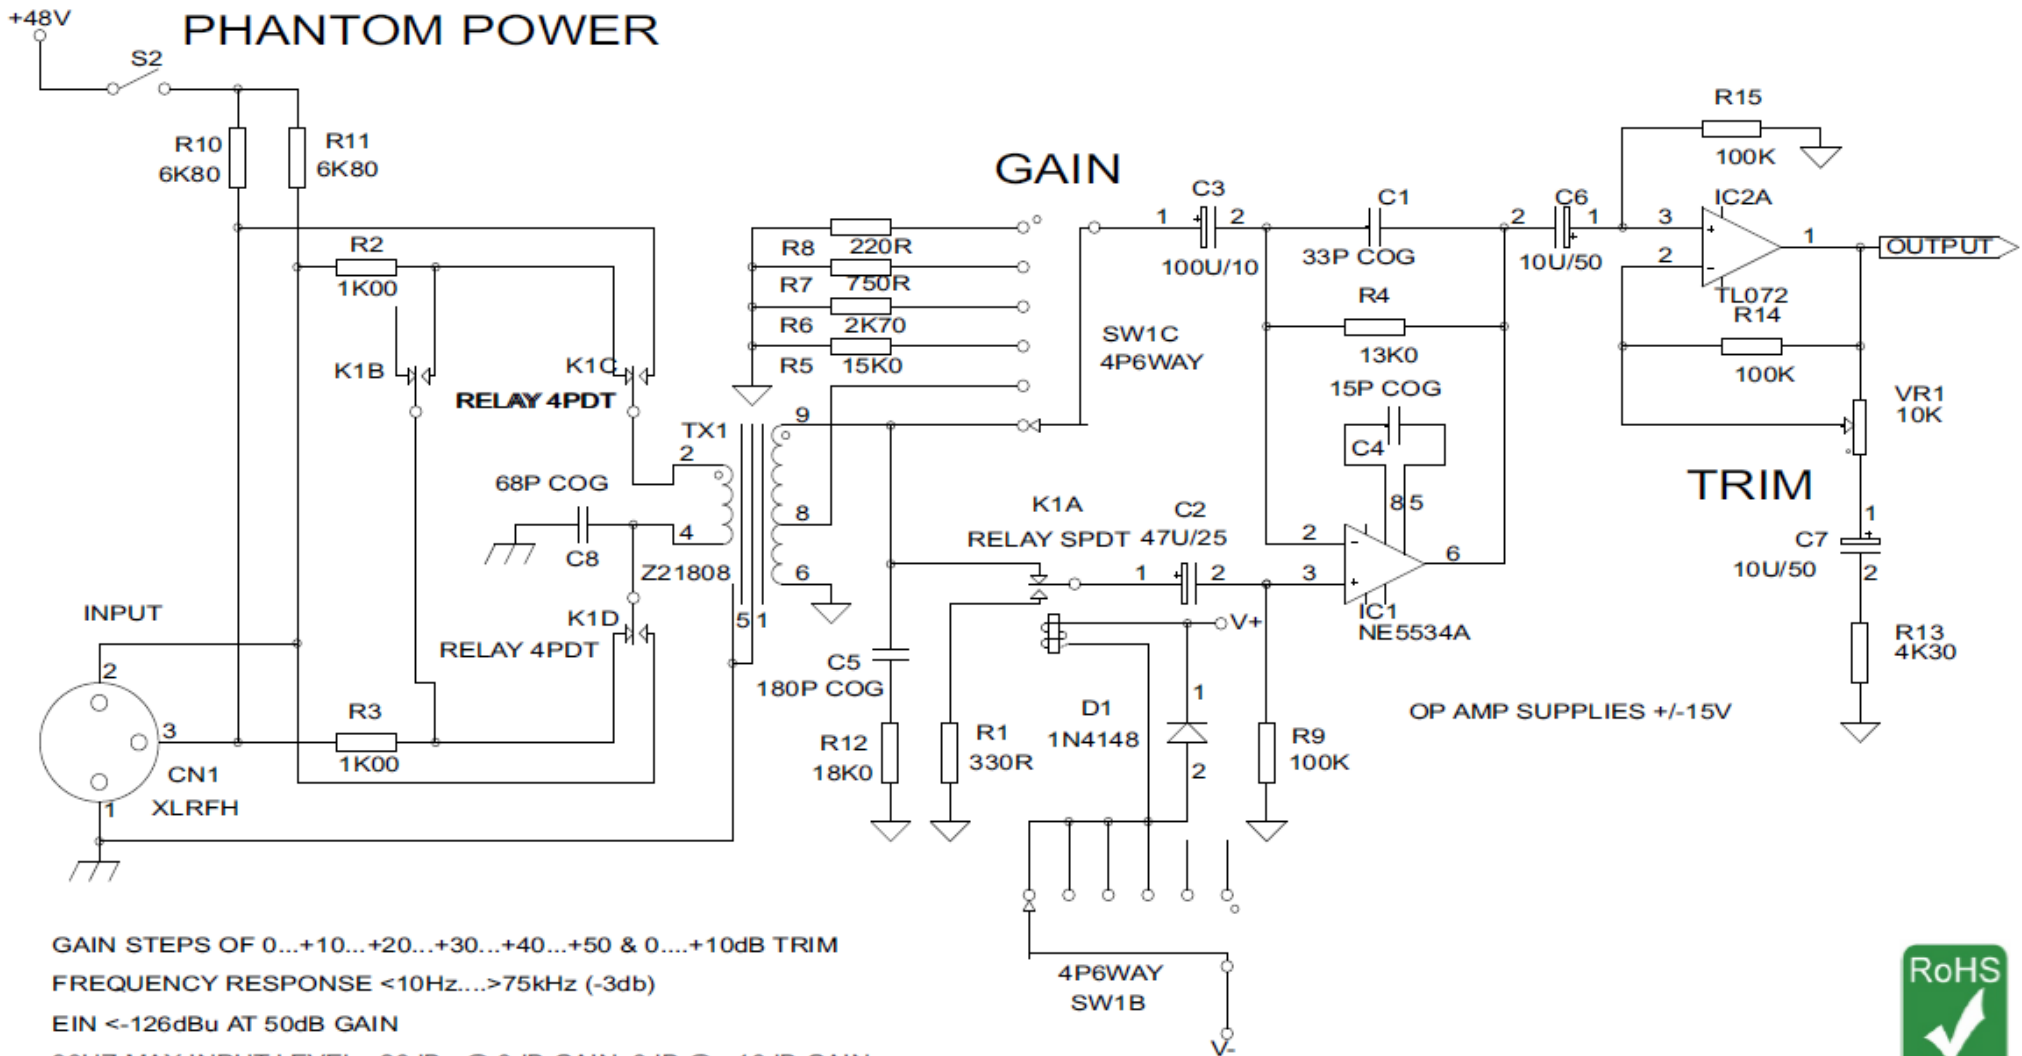 +48V
PHANTOM POWER
S2
R10
6K80
R11
6K80
R2
1K00
K1B
K1C
RELAY 4PDT
68P COG
C8
K1D
RELAY 4PDT
INPUT
2
3
1
CN1
XLRFH
R3
1K00
TX1
2
4
Z21808
5 1
9
8
6
GAIN
R8
220R
R7
750R
R6
2K70
R5
15K0
SW1C
4P6WAY
C3
1
+
2
100U/10
C1
33P COG
R4
13K0
15P COG
C4
8 5
2
-
3
+
6
IC1
NE5534A
K1A
RELAY SPDT
C2
47U/25
1
+
2
C5
180P COG
R12
18K0
R1
330R
V+
D1
1N4148
1
2
R9
100K
4P6WAY
SW1B
V-
C6
2
1
+
10U/50
R15
100K
IC2A
3
+
2
-
1
OUTPUT
TL072
R14
100K
VR1
10K
TRIM
1
+
C7
10U/50
2
R13
4K30
OP AMP SUPPLIES +/-15V
GAIN STEPS OF 0...+10...+20...+30...+40...+50 & 0....+10dB TRIM
FREQUENCY RESPONSE <10Hz....>75kHz (-3db)
EIN <-126dBu AT 50dB GAIN
RoHS